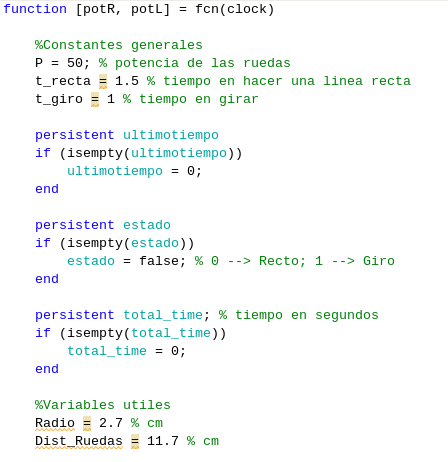 function [potR, potL] = fcn(clock)
%Constantes generales
P = 50; % potencia de las ruedas
t_recta = 1.5 % tiempo en hacer una linea recta
t_giro = 1 % tiempo en girar
persistent ultimotiempo
if (isempty(ultimotiempo))
ultimotiempo = 0;
end
persistent estado
if (isempty(estado))
estado = false; % 0 --> Recto; 1 --> Giro
end
persistent total_time; % tiempo en segundos
if (isempty(total_time))
total_time = 0;
end
%Variables utiles
Radio = 2.7 % cm
Dist_Ruedas = 11.7 % cm